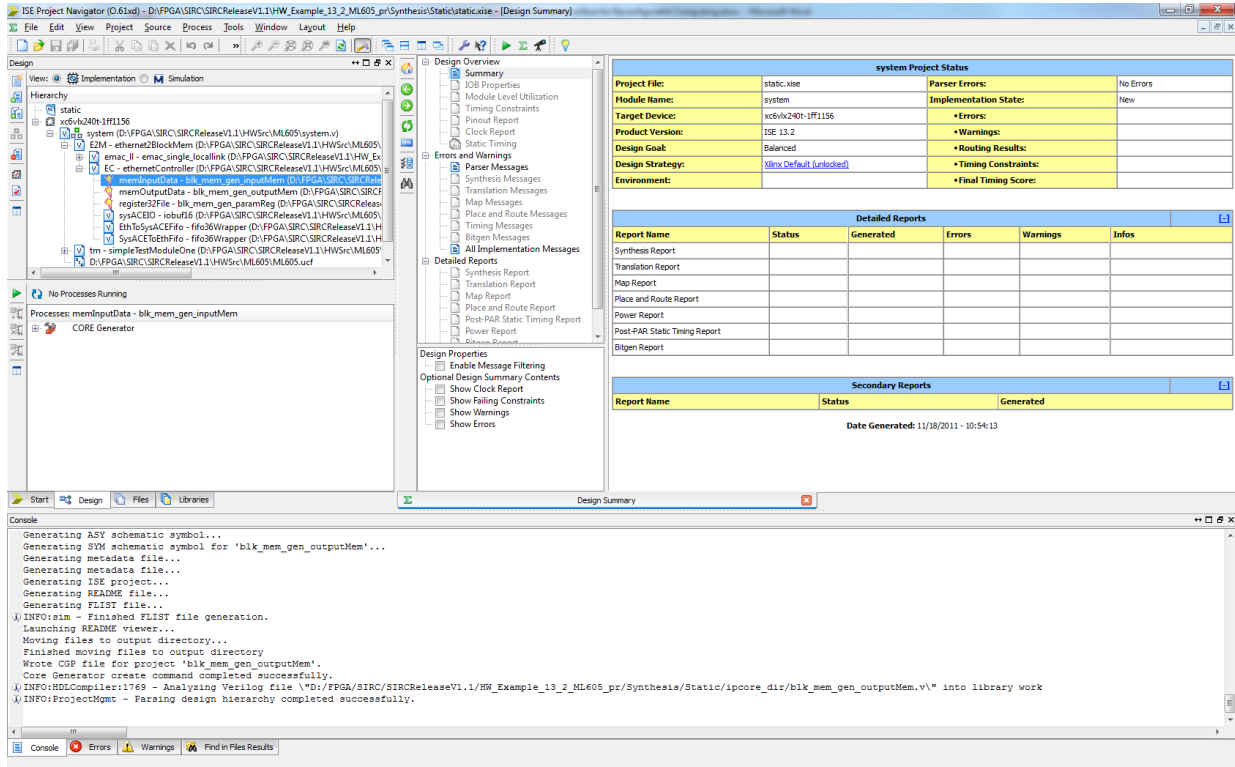 ISE Project Navigator (O.61xd) - D:\FPGA\SIRC\SIRCReleaseV1.1\HW_Example_13_2_ML605_pr\Synthesis\Static\static.xise - [Design Summary]
File Edit View Project Source Process Tools Window Layout Help
Design
View: Implementation Simulation
Hierarchy
static
xc6vlx240t-1ff1156
system (D:\FPGA\SIRC\SIRCReleaseV1.1\HWSrc\ML605\system.v)
E2M - ethernet2BlockMem (D:\FPGA\SIRC\SIRCReleaseV1.1\HWSrc\ML605\
emac_ll - emac_single_locallink (D:\FPGA\SIRC\SIRCReleaseV1.1\HW_Ex
EC - ethernetController (D:\FPGA\SIRC\SIRCReleaseV1.1\HWSrc\ML605\
memInputData - blk_mem_gen_inputMem (D:\FPGA\SIRC\SIRCRele
memOutputData - blk_mem_gen_outputMem (D:\FPGA\SIRC\SIRCF
register32File - blk_mem_gen_paramReg (D:\FPGA\SIRC\SIRCReleas
sysACEIO - iobuf16 (D:\FPGA\SIRC\SIRCReleaseV1.1\HWSrc\ML605\
EthToSysACEFifo - fifo36Wrapper (D:\FPGA\SIRC\SIRCReleaseV1.1\H
SysACEToEthFifo - fifo36Wrapper (D:\FPGA\SIRC\SIRCReleaseV1.1\H
tm - simpleTestModuleOne (D:\FPGA\SIRC\SIRCReleaseV1.1\HWSrc\ML605
D:\FPGA\SIRC\SIRCReleaseV1.1\HWSrc\ML605\ML605.ucf
No Processes Running
Processes: memInputData - blk_mem_gen_inputMem
CORE Generator
Start Design Files Libraries
Design Overview
Summary
IOB Properties
Module Level Utilization
Timing Constraints
Pinout Report
Clock Report
Static Timing
Errors and Warnings
Parser Messages
Synthesis Messages
Translation Messages
Map Messages
Place and Route Messages
Timing Messages
Bitgen Messages
All Implementation Messages
Detailed Reports
Synthesis Report
Translation Report
Map Report
Place and Route Report
Post-PAR Static Timing Report
Power Report
Bitgen Report
Design Properties
Enable Message Filtering
Optional Design Summary Contents
Show Clock Report
Show Failing Constraints
Show Warnings
Show Errors
system Project Status
Project File: static.xise Parser Errors: No Errors
Module Name: system Implementation State: New
Target Device: xc6vlx240t-1ff1156 •Errors:
Product Version: ISE 13.2 •Warnings:
Design Goal: Balanced •Routing Results:
Design Strategy: Xilinx Default (unlocked) •Timing Constraints:
Environment: •Final Timing Score:
Detailed Reports [-]
Report Name Status Generated Errors Warnings Infos
Synthesis Report
Translation Report
Map Report
Place and Route Report
Power Report
Post-PAR Static Timing Report
Bitgen Report
Secondary Reports [-]
Report Name Status Generated
Date Generated: 11/18/2011 - 10:54:13
Design Summary
Console
Generating ASY schematic symbol...
Generating SYM schematic symbol for 'blk_mem_gen_outputMem'...
Generating metadata file...
Generating metadata file...
Generating ISE project...
Generating README file...
Generating FLIST file...
INFO:sim - Finished FLIST file generation.
Launching README viewer...
Moving files to output directory...
Finished moving files to output directory
Wrote CGP file for project 'blk_mem_gen_outputMem'.
Core Generator create command completed successfully.
INFO:HDLCompiler:1769 - Analyzing Verilog file \"D:/FPGA/SIRC/SIRCReleaseV1.1/HW_Example_13_2_ML605_pr/Synthesis/Static/ipcore_dir/blk_mem_gen_outputMem.v\" into library work
INFO:ProjectMgmt - Parsing design hierarchy completed successfully.
Console Errors Warnings Find in Files Results